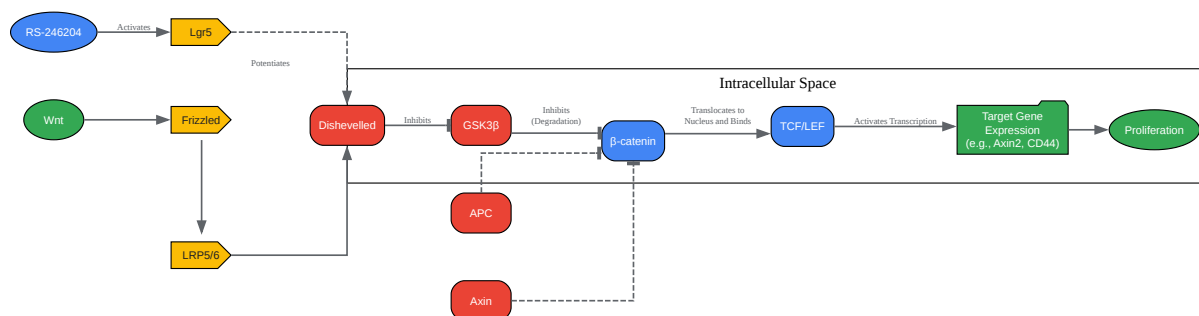 RS-246204
Activates
Lgr5
Potentiates
Intracellular Space
Wnt
Frizzled
Dishevelled
Inhibits
GSK3β
Inhibits
(Degradation)
β-catenin
Translocates to
Nucleus and Binds
TCF/LEF
Activates Transcription
Target Gene
Expression
(e.g., Axin2, CD44)
Proliferation
APC
LRP5/6
Axin